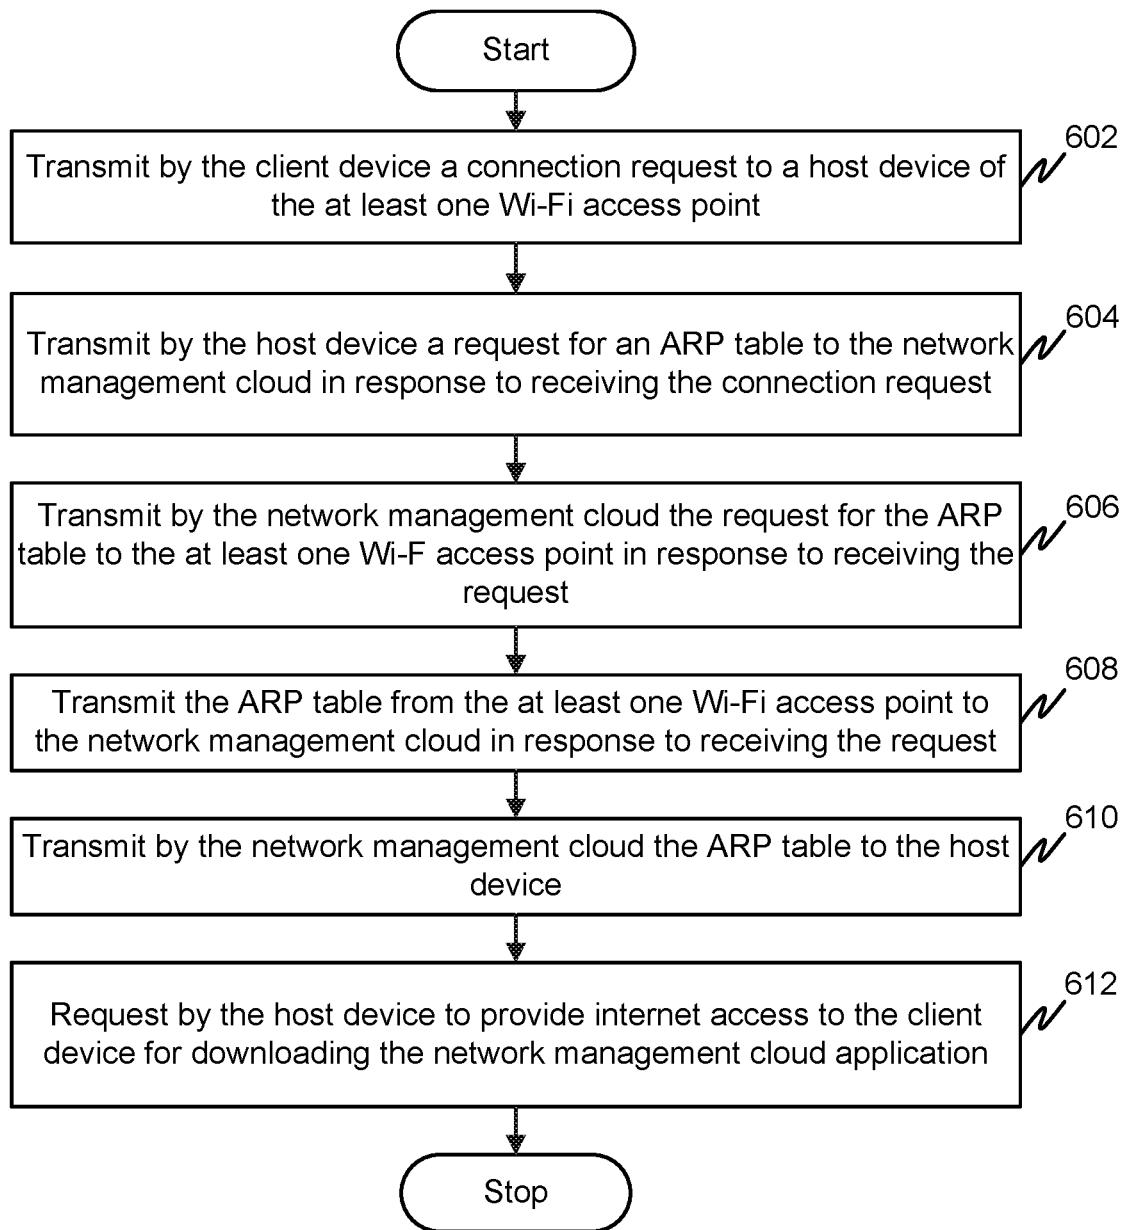 Start
602
Transmit by the client device a connection request to a host device of
the at least one Wi-Fi access point
604
Transmit by the host device a request for an ARP table to the network
management cloud in response to receiving the connection request
606
Transmit by the network management cloud the request for the ARP
table to the at least one Wi-F access point in response to receiving the
request
608
Transmit the ARP table from the at least one Wi-Fi access point to
the network management cloud in response to receiving the request
610
Transmit by the network management cloud the ARP table to the host
device
612
Request by the host device to provide internet access to the client
device for downloading the network management cloud application
Stop